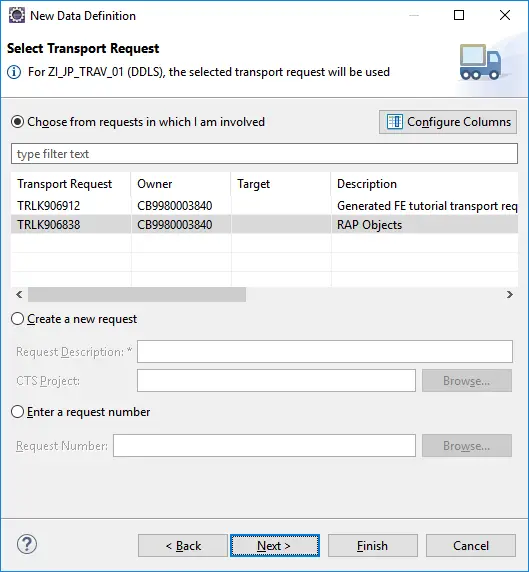 New Data Definition
Select Transport Request
For ZI_JP_TRAV_01 (DDLS), the selected transport request will be used
Choose from requests in which I am involved
Configure Columns
type filter text
Transport Request Owner Target Description
TRLK906912 CB9980003840 Generated FE tutorial transport req
TRLK906838 CB9980003840 RAP Objects
Create a new request
Request Description: *
CTS Project: Browse...
Enter a request number
Request Number: Browse...
? < Back Next > Finish Cancel